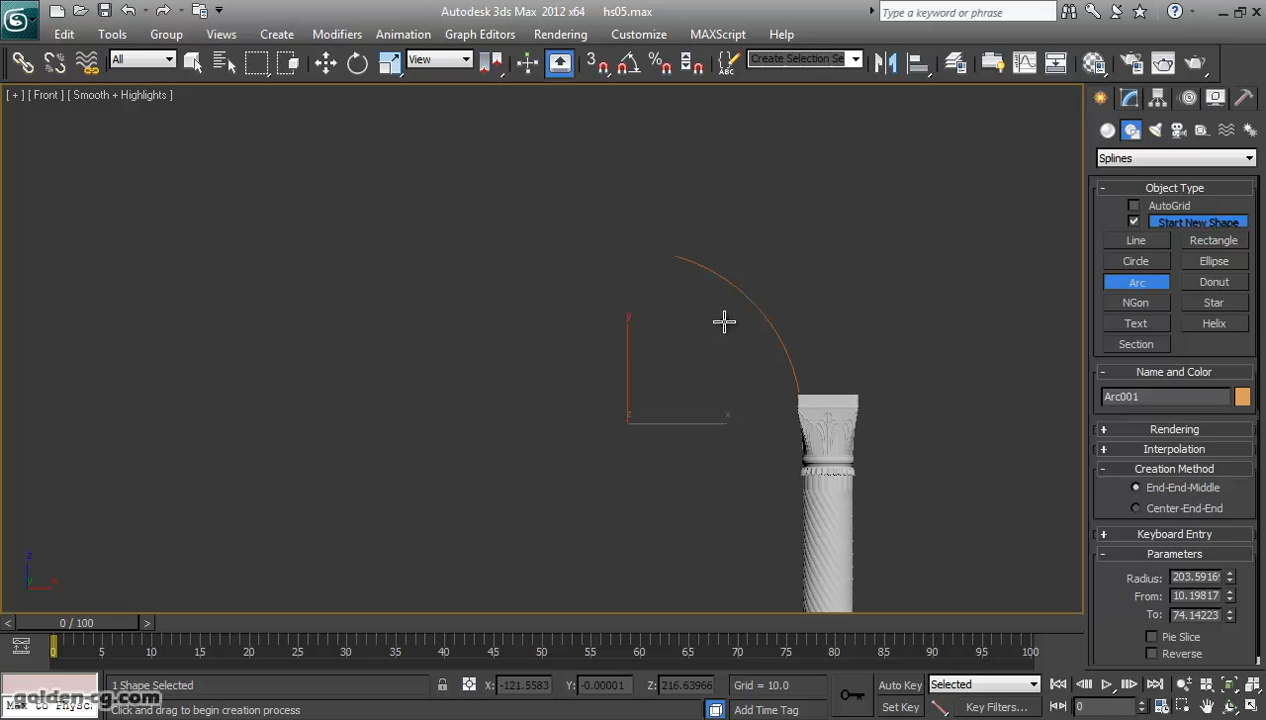 Autodesk 3ds Max 2012 x64 hs05.max
Type a keyword or phrase
Edit Tools Group Views Create Modifiers Animation Graph Editors Rendering Customize MAXScript Help
All View 3 Create Selection Se
[ + ] [ Front ] [ Smooth + Highlights ]
Splines
- Object Type
AutoGrid
Start New Shape
Line Rectangle
Circle Ellipse
Arc Donut
NGon Star
Text Helix
Section
- Name and Color
Arc001
+ Rendering
+ Interpolation
- Creation Method
End-End-Middle
Center-End-End
+ Keyboard Entry
- Parameters
Radius: 203.5916
From: 10.19817
To: 74.14223
Pie Slice
Reverse
y
z x
z
y x
< 0 / 100 >
0 5 10 15 20 25 30 35 40 45 50 55 60 65 70 75 80 85 90 95 100
1 Shape Selected X: -121.5583 Y: -0.00001 Z: 216.63966 Grid = 10.0 Auto Key Selected
golden-cg.com
Max to Physc. Click and drag to begin creation process Add Time Tag Set Key Key Filters... 0